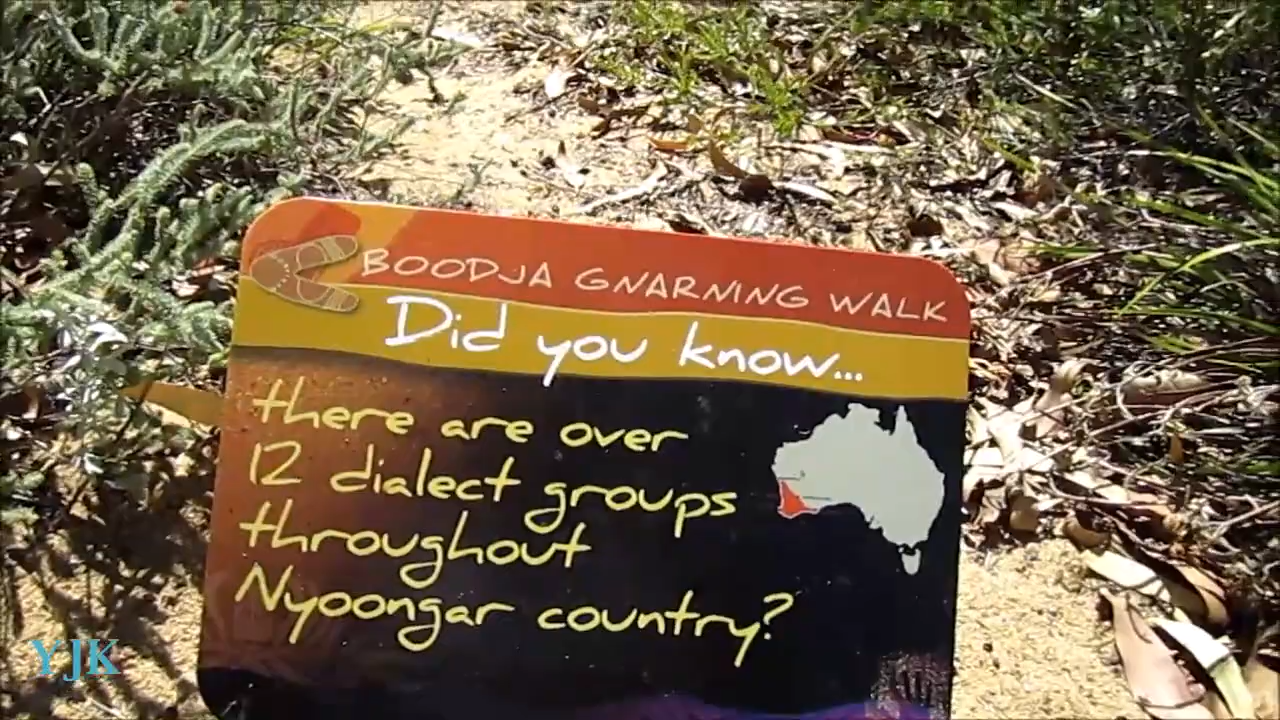 BOODJA GNARNING WALK
Did you know...
there are over
12 dialect groups
throughout
Nyoongar country?
YJK